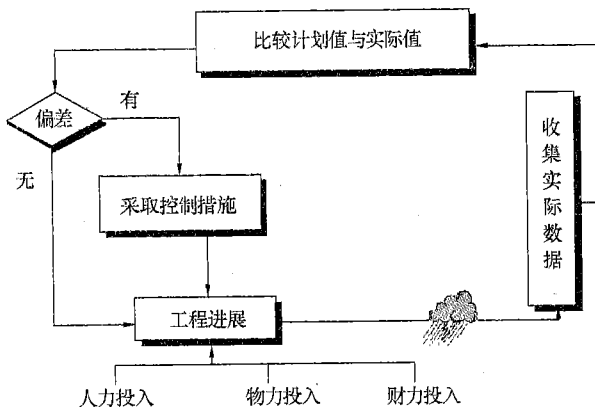 比较计划值与实际值
偏差
有
无
采取控制措施
收集实际数据
工程进展
人力投入
物力投入
财力投入